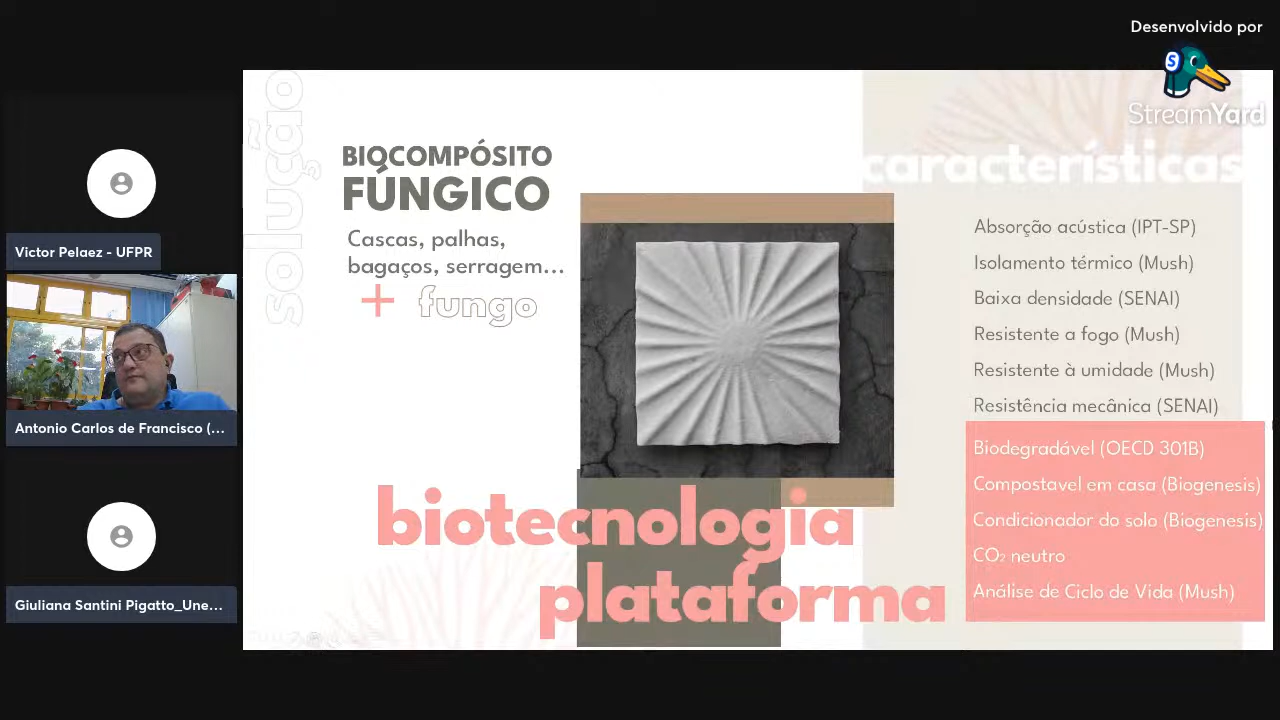 Desenvolvido por
StreamYard
Victor Pelaez - UFPR
Antonio Carlos de Francisco (...
Giuliana Santini Pigatto_Une...
solução
BIOCOMPÓSITO
FÚNGICO
Cascas, palhas,
bagaços, serragem...
+ fungo
biotecnologia
plataforma
características
Absorção acústica (IPT-SP)
Isolamento térmico (Mush)
Baixa densidade (SENAI)
Resistente a fogo (Mush)
Resistente à umidade (Mush)
Resistência mecânica (SENAI)
Biodegradável (OECD 301B)
Compostavel em casa (Biogenesis)
Condicionador do solo (Biogenesis)
CO₂ neutro
Análise de Ciclo de Vida (Mush)